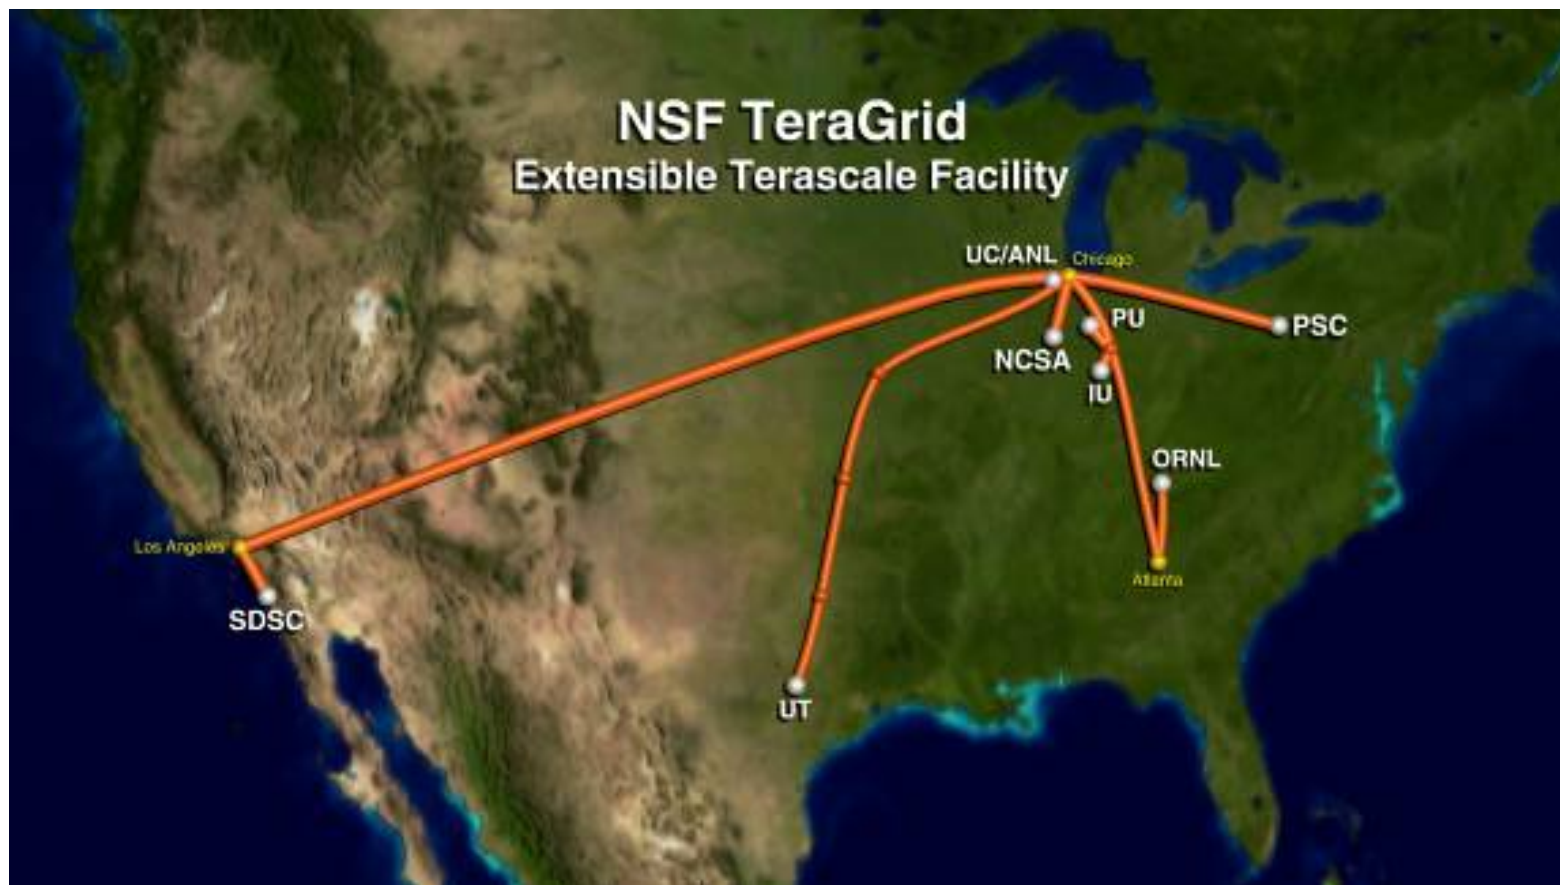 NSF TeraGrid
Extensible Terascale Facility
UC/ANL
Chicago
PU
PSC
NCSA
IU
ORNL
Los Angeles
Atlanta
SDSC
UT